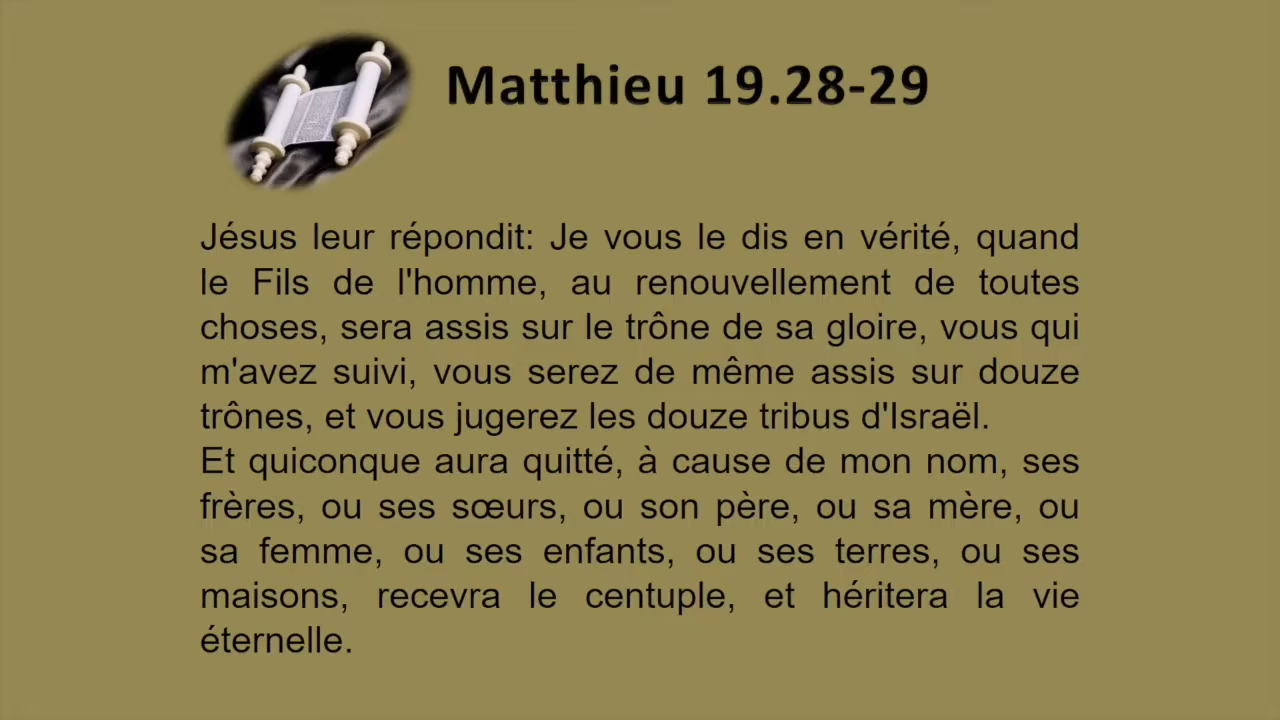 Matthieu 19.28-29
Jésus leur répondit: Je vous le dis en vérité, quand
le Fils de l'homme, au renouvellement de toutes
choses, sera assis sur le trône de sa gloire, vous qui
m'avez suivi, vous serez de même assis sur douze
trônes, et vous jugerez les douze tribus d'Israël.
Et quiconque aura quitté, à cause de mon nom, ses
frères, ou ses sœurs, ou son père, ou sa mère, ou
sa femme, ou ses enfants, ou ses terres, ou ses
maisons, recevra le centuple, et héritera la vie
éternelle.